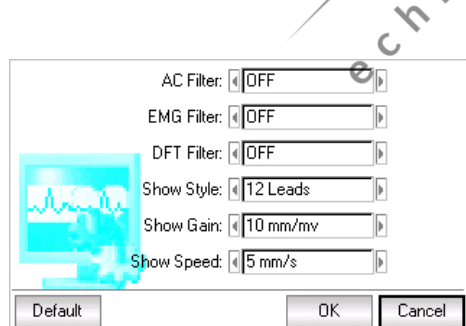 ech
AC Filter: OFF
EMG Filter: OFF
DFT Filter: OFF
Show Style: 12 Leads
Show Gain: 10 mm/mv
Show Speed: 5 mm/s
Default OK Cancel